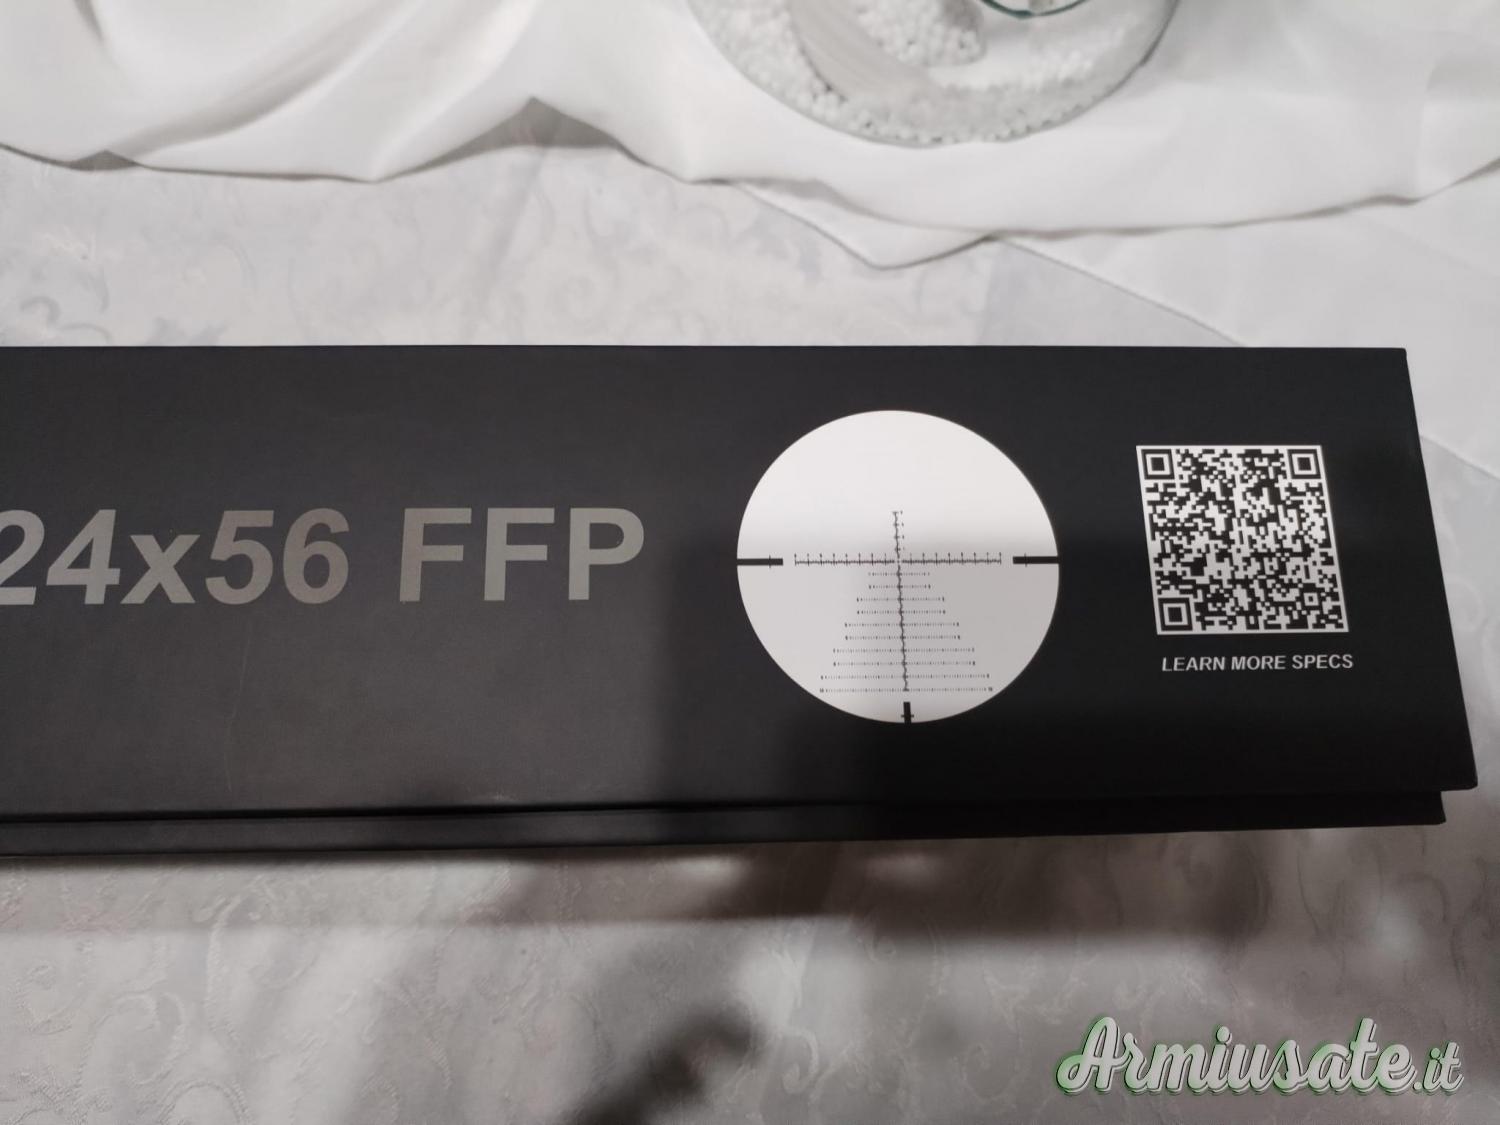 24x56 FFP
LEARN MORE SPECS
Armiusate.it